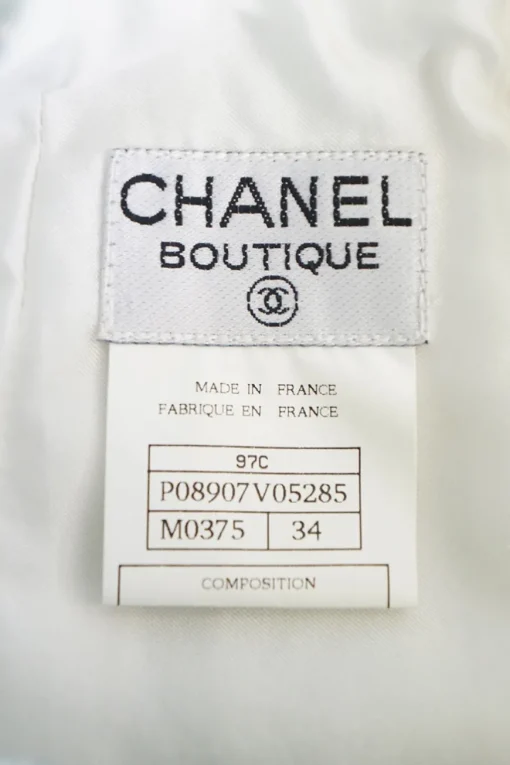 CHANEL
BOUTIQUE
MADE IN FRANCE
FABRIQUE EN FRANCE
97C
P08907V05285
M0375 34
COMPOSITION